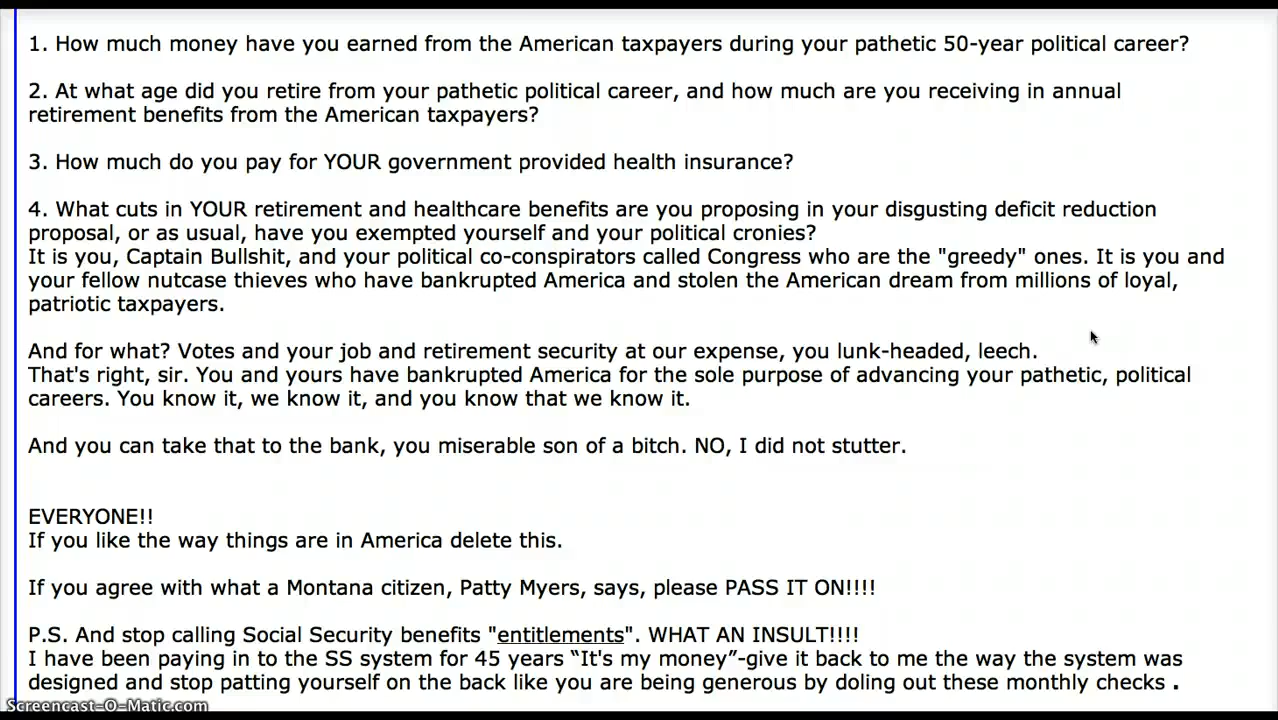 1. How much money have you earned from the American taxpayers during your pathetic 50-year political career?
2. At what age did you retire from your pathetic political career, and how much are you receiving in annual
retirement benefits from the American taxpayers?
3. How much do you pay for YOUR government provided health insurance?
4. What cuts in YOUR retirement and healthcare benefits are you proposing in your disgusting deficit reduction
proposal, or as usual, have you exempted yourself and your political cronies?
It is you, Captain Bullshit, and your political co-conspirators called Congress who are the "greedy" ones. It is you and
your fellow nutcase thieves who have bankrupted America and stolen the American dream from millions of loyal,
patriotic taxpayers.
And for what? Votes and your job and retirement security at our expense, you lunk-headed, leech.
That's right, sir. You and yours have bankrupted America for the sole purpose of advancing your pathetic, political
careers. You know it, we know it, and you know that we know it.
And you can take that to the bank, you miserable son of a bitch. NO, I did not stutter.
EVERYONE!!
If you like the way things are in America delete this.
If you agree with what a Montana citizen, Patty Myers, says, please PASS IT ON!!!!
P.S. And stop calling Social Security benefits "entitlements". WHAT AN INSULT!!!!
I have been paying in to the SS system for 45 years “It's my money”-give it back to me the way the system was
designed and stop patting yourself on the back like you are being generous by doling out these monthly checks .
Screencast-O-Matic.com